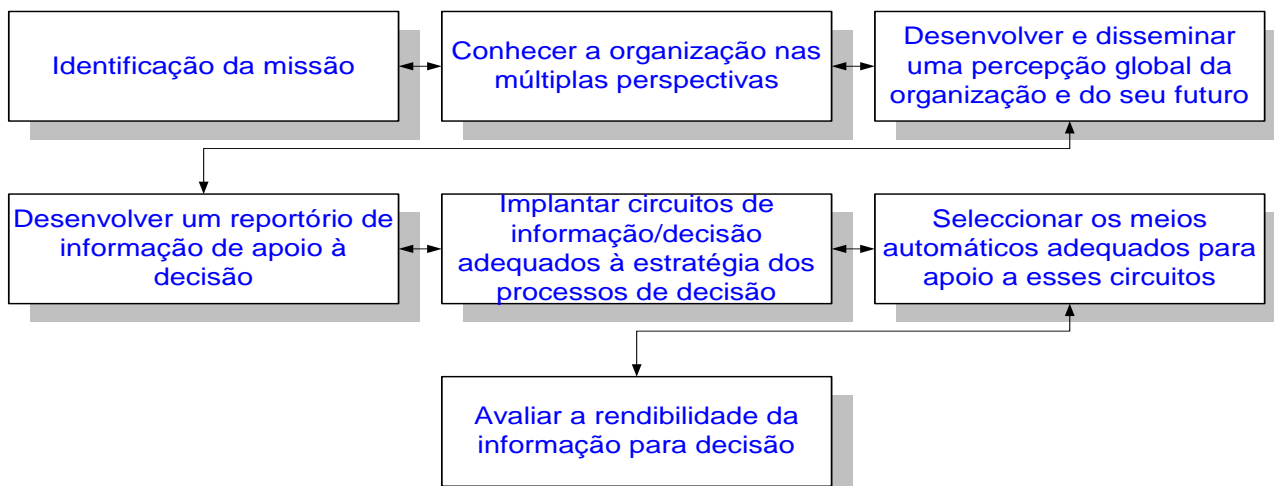 Identificação da missão
Conhecer a organização nas
múltiplas perspectivas
Desenvolver e disseminar
uma percepção global da
organização e do seu futuro
Desenvolver um reportório de
informação de apoio à
decisão
Implantar circuitos de
informação/decisão
adequados à estratégia dos
processos de decisão
Seleccionar os meios
automáticos adequados para
apoio a esses circuitos
Avaliar a rendibilidade da
informação para decisão